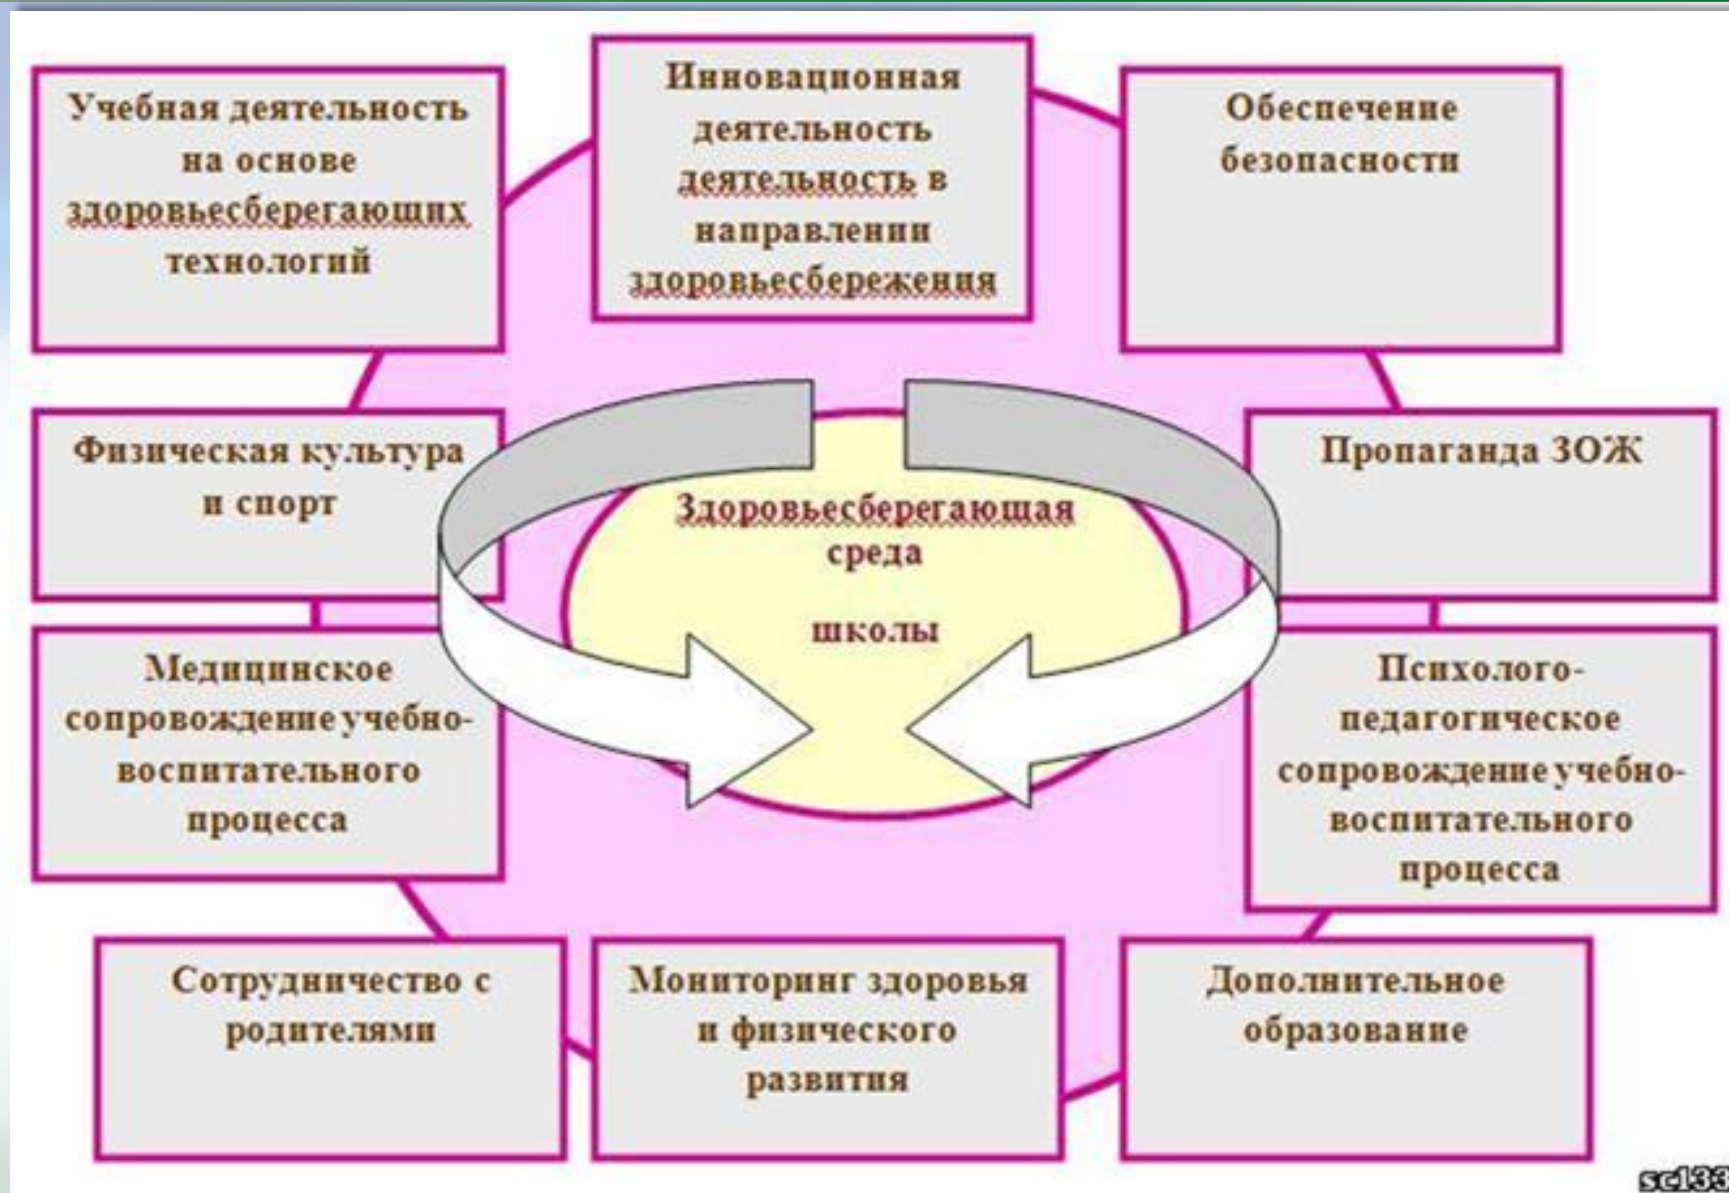 Учебная деятельность
на основе
здоровьесберегающих
технологий
Инновационная
деятельность
деятельность в
направлении
здоровьесбережения
Обеспечение
безопасности
Физическая культура
и спорт
Здоровьесберегающая
среда
школы
Пропаганда ЗОЖ
Медицинское
сопровождение учебно-
воспитательного
процесса
Психолого-
педагогическое
сопровождение учебно-
воспитательного
процесса
Сотрудничество с
родителями
Мониторинг здоровья
и физического
развития
Дополнительное
образование
sc133